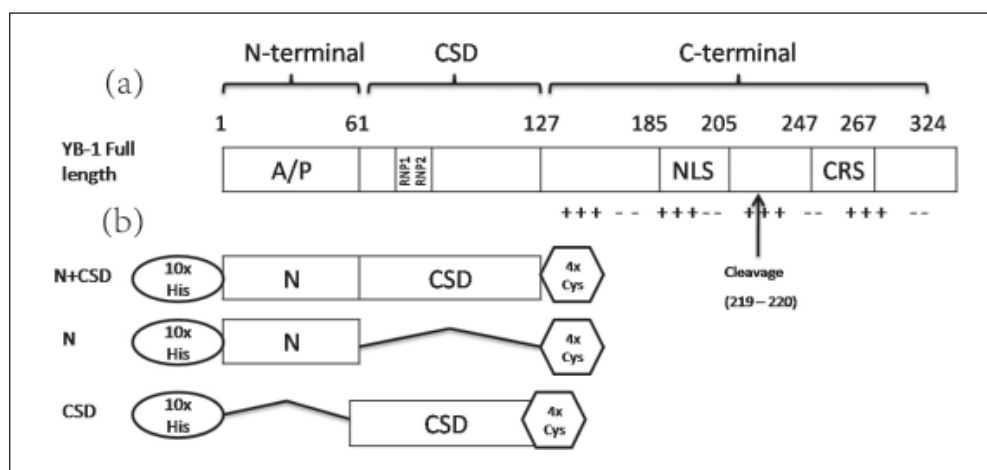 N-terminal CSD C-terminal
(a)
1 61 127 185 205 247 267 324
YB-1 Full
length
A/P RNP1 RNP2 NLS CRS
+++ -- +++-- +++ -- +++ --
(b)
Cleavage
(219–220)
N+CSD 10x His N CSD 4x Cys
N 10x His N 4x Cys
CSD 10x His CSD 4x Cys